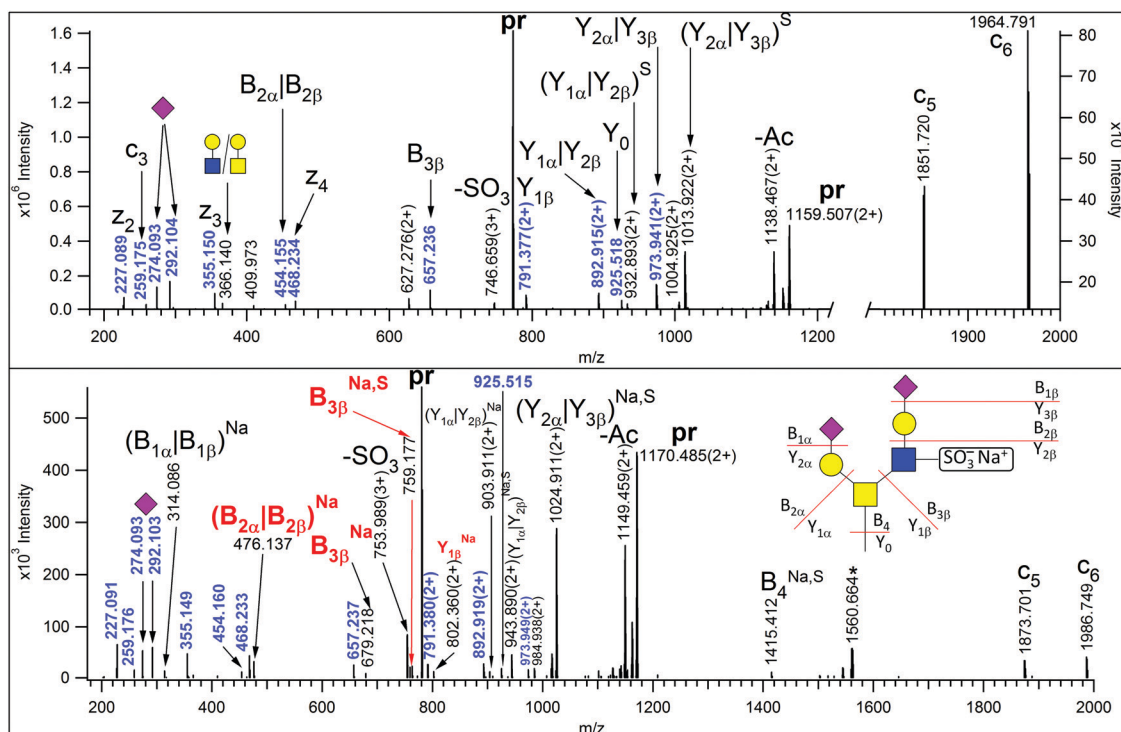 pr
Y2α|Y3β
(Y2α|Y3β)S
1964.791
c6
(Y1α|Y2β)S
B2α|B2β
Y0
c5
1851.720
-Ac
c3
B3β
Y1α|Y2β
-SO3 Y1β
pr
z2
z3
z4
1159.507(2+)
227.089
259.175
274.093
292.104
355.150
366.140
409.973
454.155
468.234
627.276(2+)
657.236
746.659(3+)
791.377(2+)
892.915(2+)
925.518
932.893(2+)
973.941(2+)
1004.925(2+)
1013.922(2+)
1138.467(2+)
x10^6 Intensity
1.6
1.4
1.2
1.0
0.8
0.6
0.4
0.2
0.0
80
70
60
50
40
30
20
x10^3 Intensity
200 400 600 800 1000 1200 1900 2000
m/z
pr
925.515
B3β Na,S
(Y1α|Y2β)Na
(Y2α|Y3β)Na,S
-Ac
pr
1170.485(2+)
(B1α|B1β)Na
-SO3
(B2α|B2β)Na
476.137
B3β Na
Y1β Na
(Y1α|Y2β)Na,S
227.091
259.176
274.093
292.103
314.086
355.149
454.160
468.233
657.237
679.218
753.989(3+)
759.177
791.380(2+)
802.360(2+)
892.919(2+)
903.911(2+)
943.890(2+)
973.949(2+)
984.938(2+)
1024.911(2+)
1149.459(2+)
B4 Na,S
1415.412
1560.664*
c5
1873.701
c6
1986.749
B1β
Y3β
B2β
Y2β
B1α
Y2α
SO3- Na+
B2α
Y1α
B4
Y0
B3β
Y1β
x10^3 Intensity
500
400
300
200
100
0
200 400 600 800 1000 1200 1400 1600 1800 2000
m/z